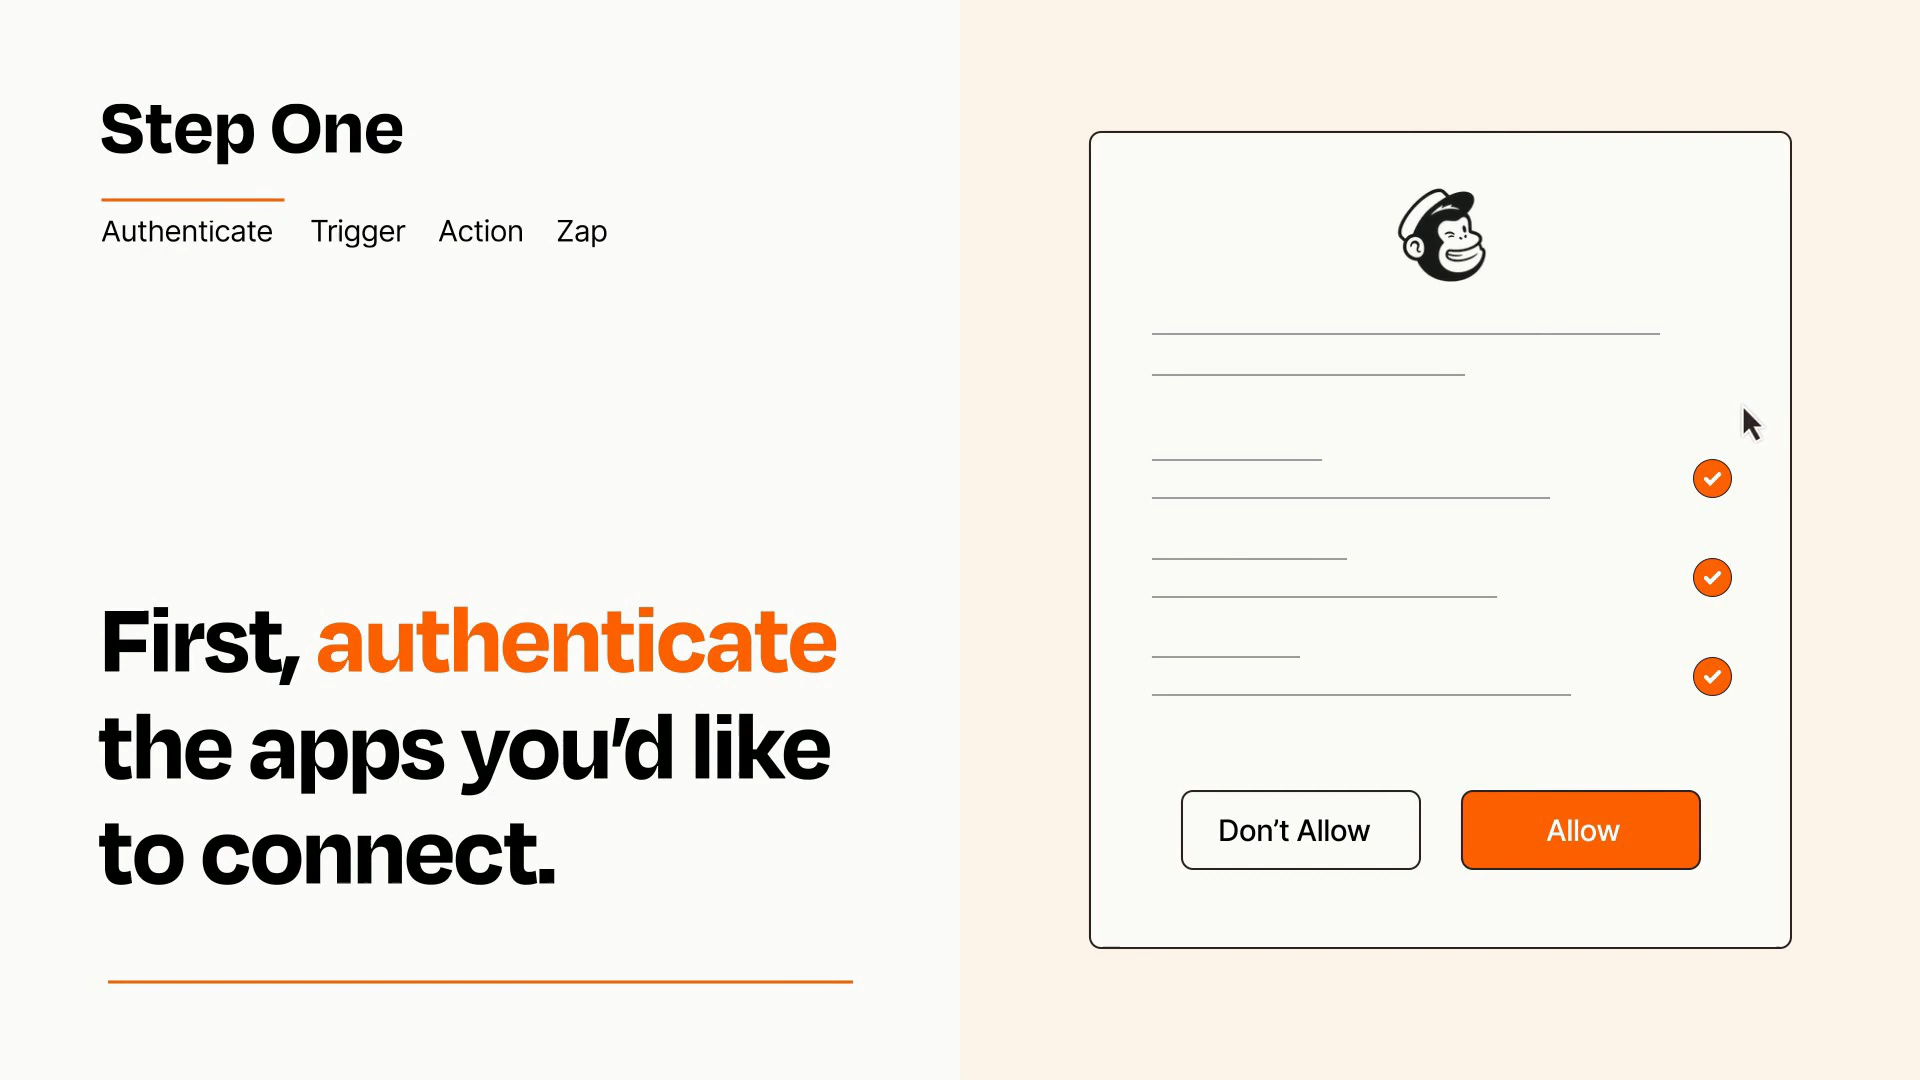 Step One
Authenticate Trigger Action Zap
First, authenticate
the apps you’d like
to connect.
Don’t Allow
Allow